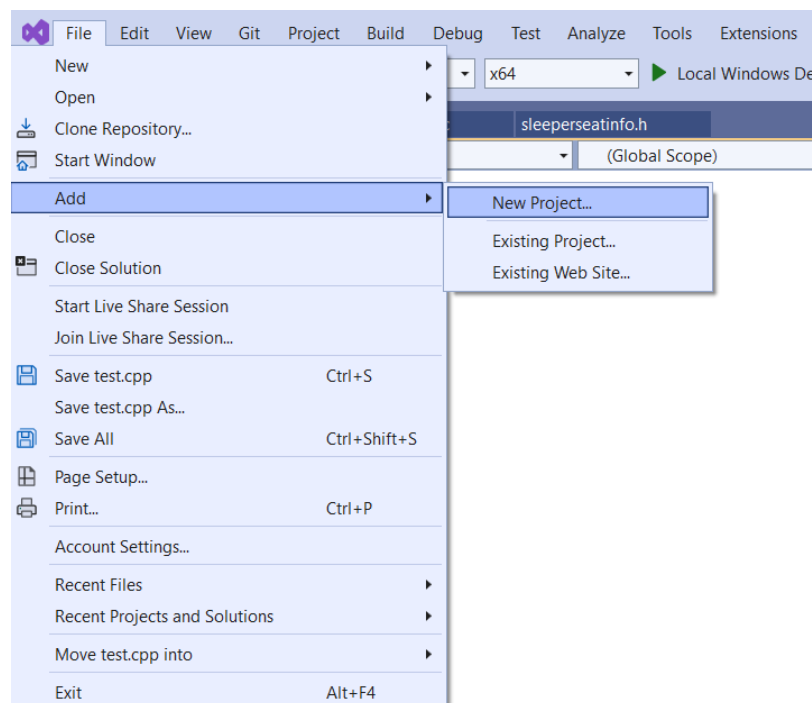 File Edit View Git Project Build Debug Test Analyze Tools Extensions
New
x64
Local Windows
Open
Clone Repository...
sleeperseatinfo.h
Start Window
(Global Scope)
Add
New Project...
Close
Existing Project...
Close Solution
Existing Web Site...
Start Live Share Session
Join Live Share Session...
Save test.cpp Ctrl+S
Save test.cpp As...
Save All Ctrl+Shift+S
Page Setup...
Print... Ctrl+P
Account Settings...
Recent Files
Recent Projects and Solutions
Move test.cpp into
Exit Alt+F4